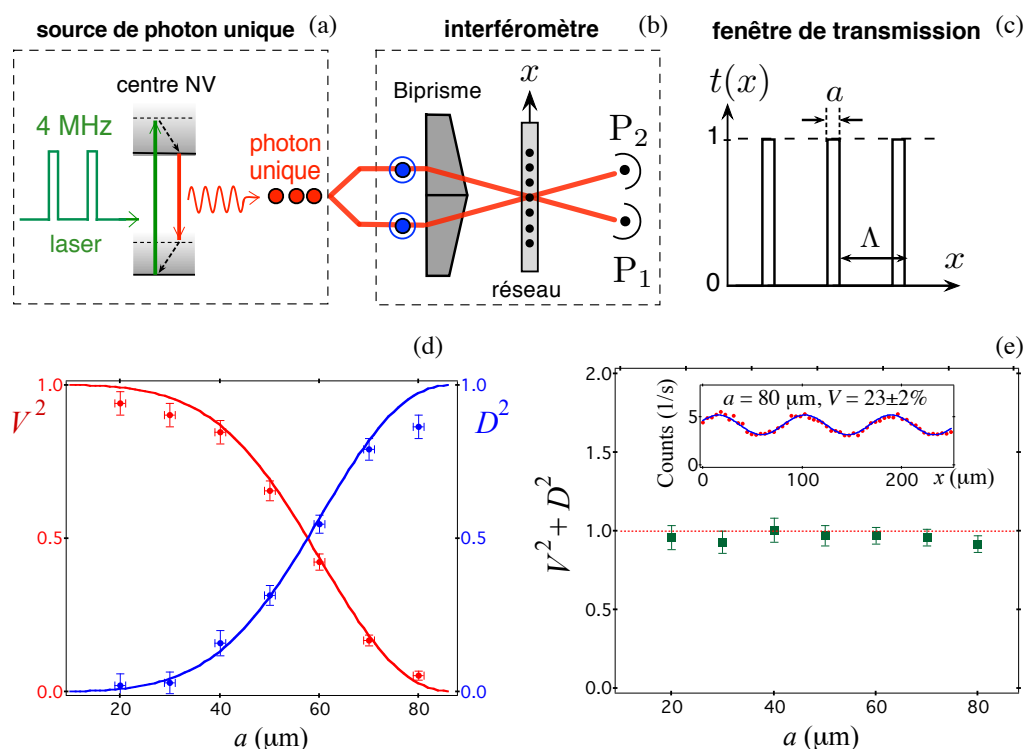 source de photon unique
(a)
centre NV
4 MHz
laser
photon
unique
interféromètre
(b)
Biprisme
x
P₂
P₁
réseau
fenêtre de transmission
(c)
t(x)
a
1
Λ
0
x
(d)
1.0
V²
0.5
0.0
1.0
D²
0.5
0.0
20 40 60 80
a (μm)
(e)
2.0
1.5
1.0
0.5
0.0
V² + D²
a = 80 μm, V = 23±2%
Counts (1/s)
5
0
0 100 200
x (μm)
20 40 60 80
a (μm)